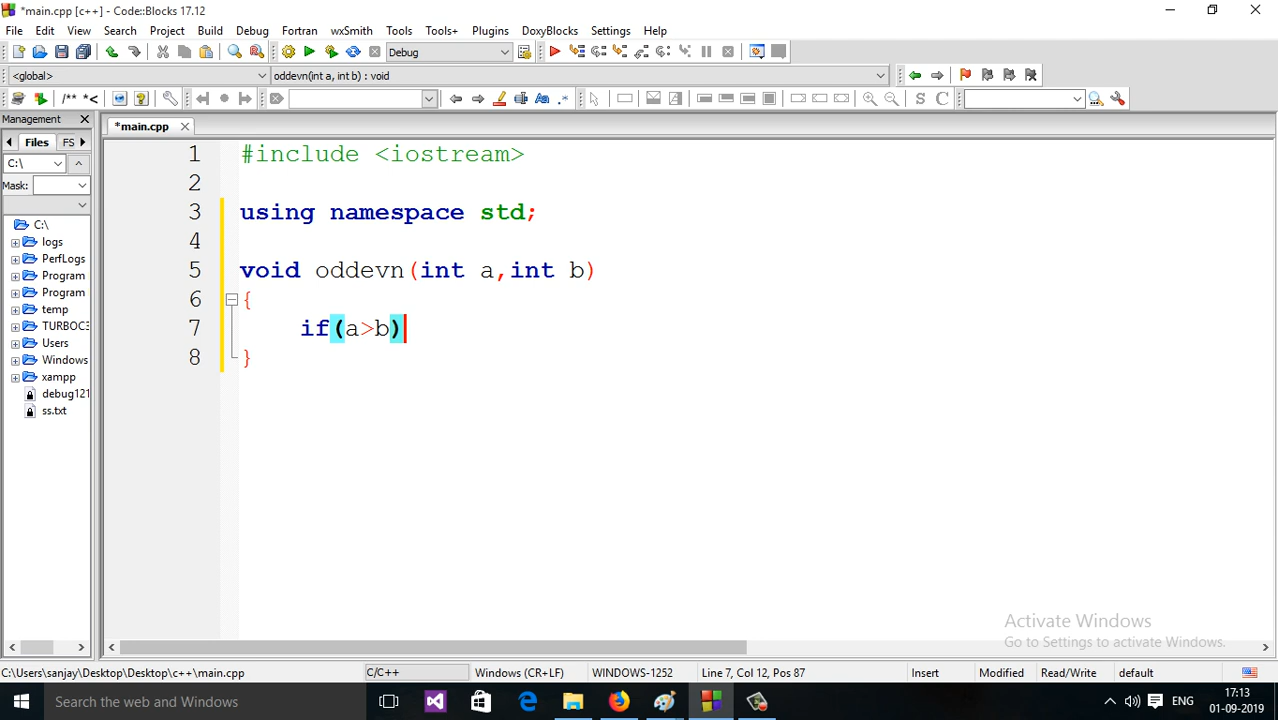 *main.cpp [c++] - Code::Blocks 17.12
File Edit View Search Project Build Debug Fortran wxSmith Tools Tools+ Plugins DoxyBlocks Settings Help
Debug
<global> oddevn(int a, int b) : void
/** *<
Aa .* S C
Management
*main.cpp
Files FS
C:\
Mask:
C:\
logs
PerfLogs
Program
Program
temp
TURBOC3
Users
Windows
xampp
debug121
ss.txt
1 #include <iostream>
2
3 using namespace std;
4
5 void oddevn(int a,int b)
6 {
7 if(a>b)
8 }
Activate Windows
Go to Settings to activate Windows.
C:\Users\sanjay\Desktop\Desktop\c++\main.cpp C/C++ Windows (CR+LF) WINDOWS-1252 Line 7, Col 12, Pos 87 Insert Modified Read/Write default
Search the web and Windows
ENG
17:13
01-09-2019